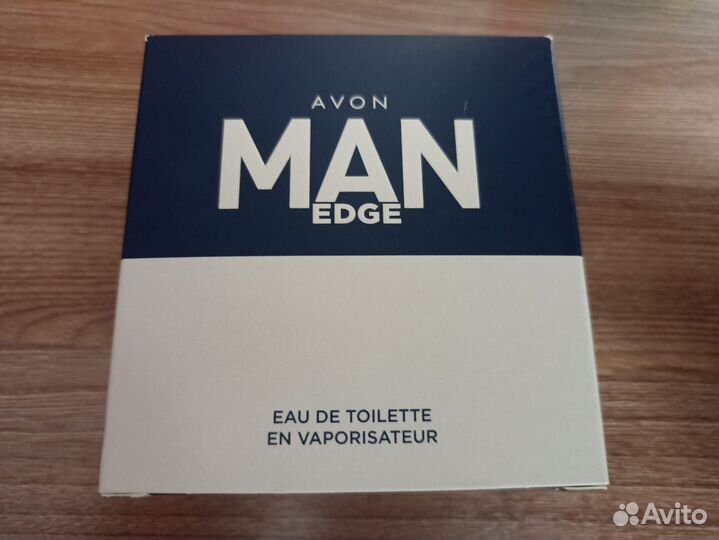 AVON
MAN
EDGE
EAU DE TOILETTE
EN VAPORISATEUR
Avito